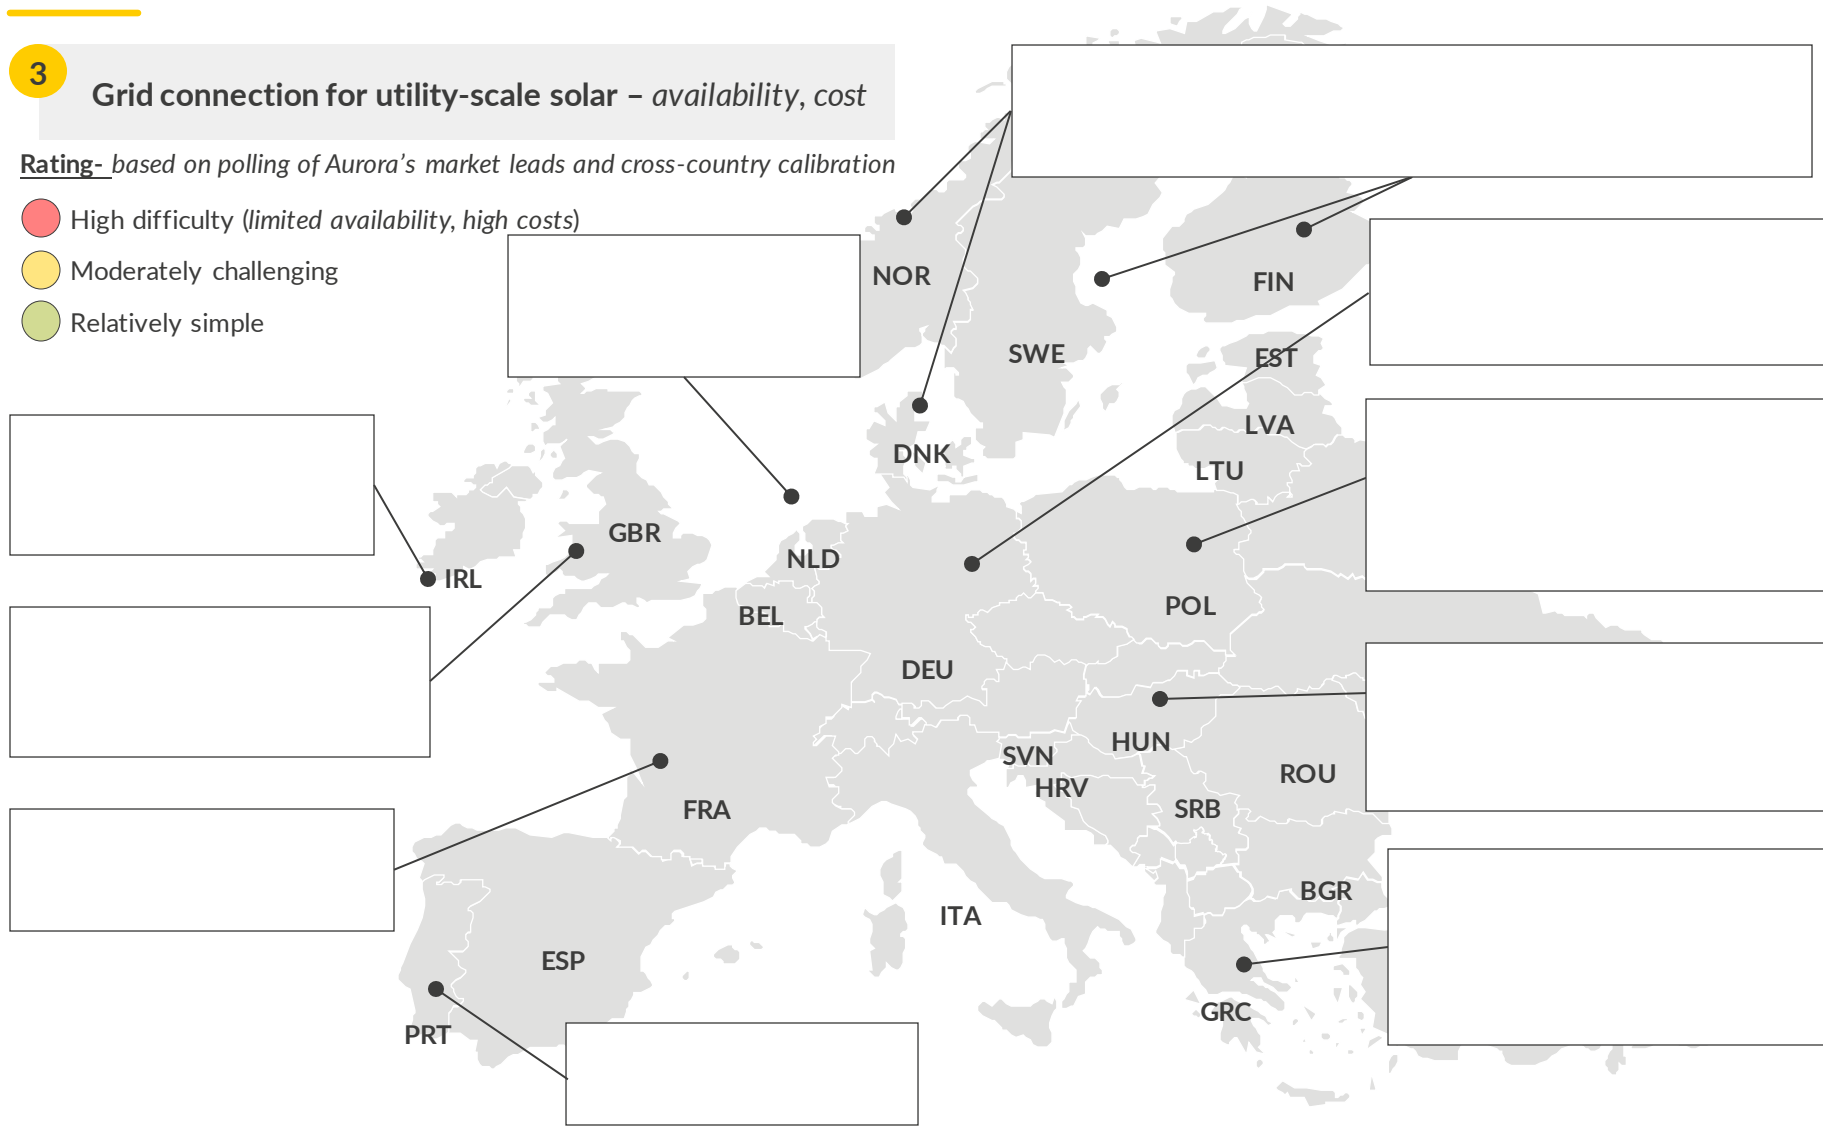 3
Grid connection for utility-scale solar – availability, cost
Rating- based on polling of Aurora’s market leads and cross-country calibration
High difficulty (limited availability, high costs)
Moderately challenging
Relatively simple
NOR
FIN
SWE
EST
LVA
DNK
LTU
GBR
NLD
IRL
POL
BEL
DEU
HUN
SVN
ROU
HRV
FRA
SRB
BGR
ITA
ESP
GRC
PRT